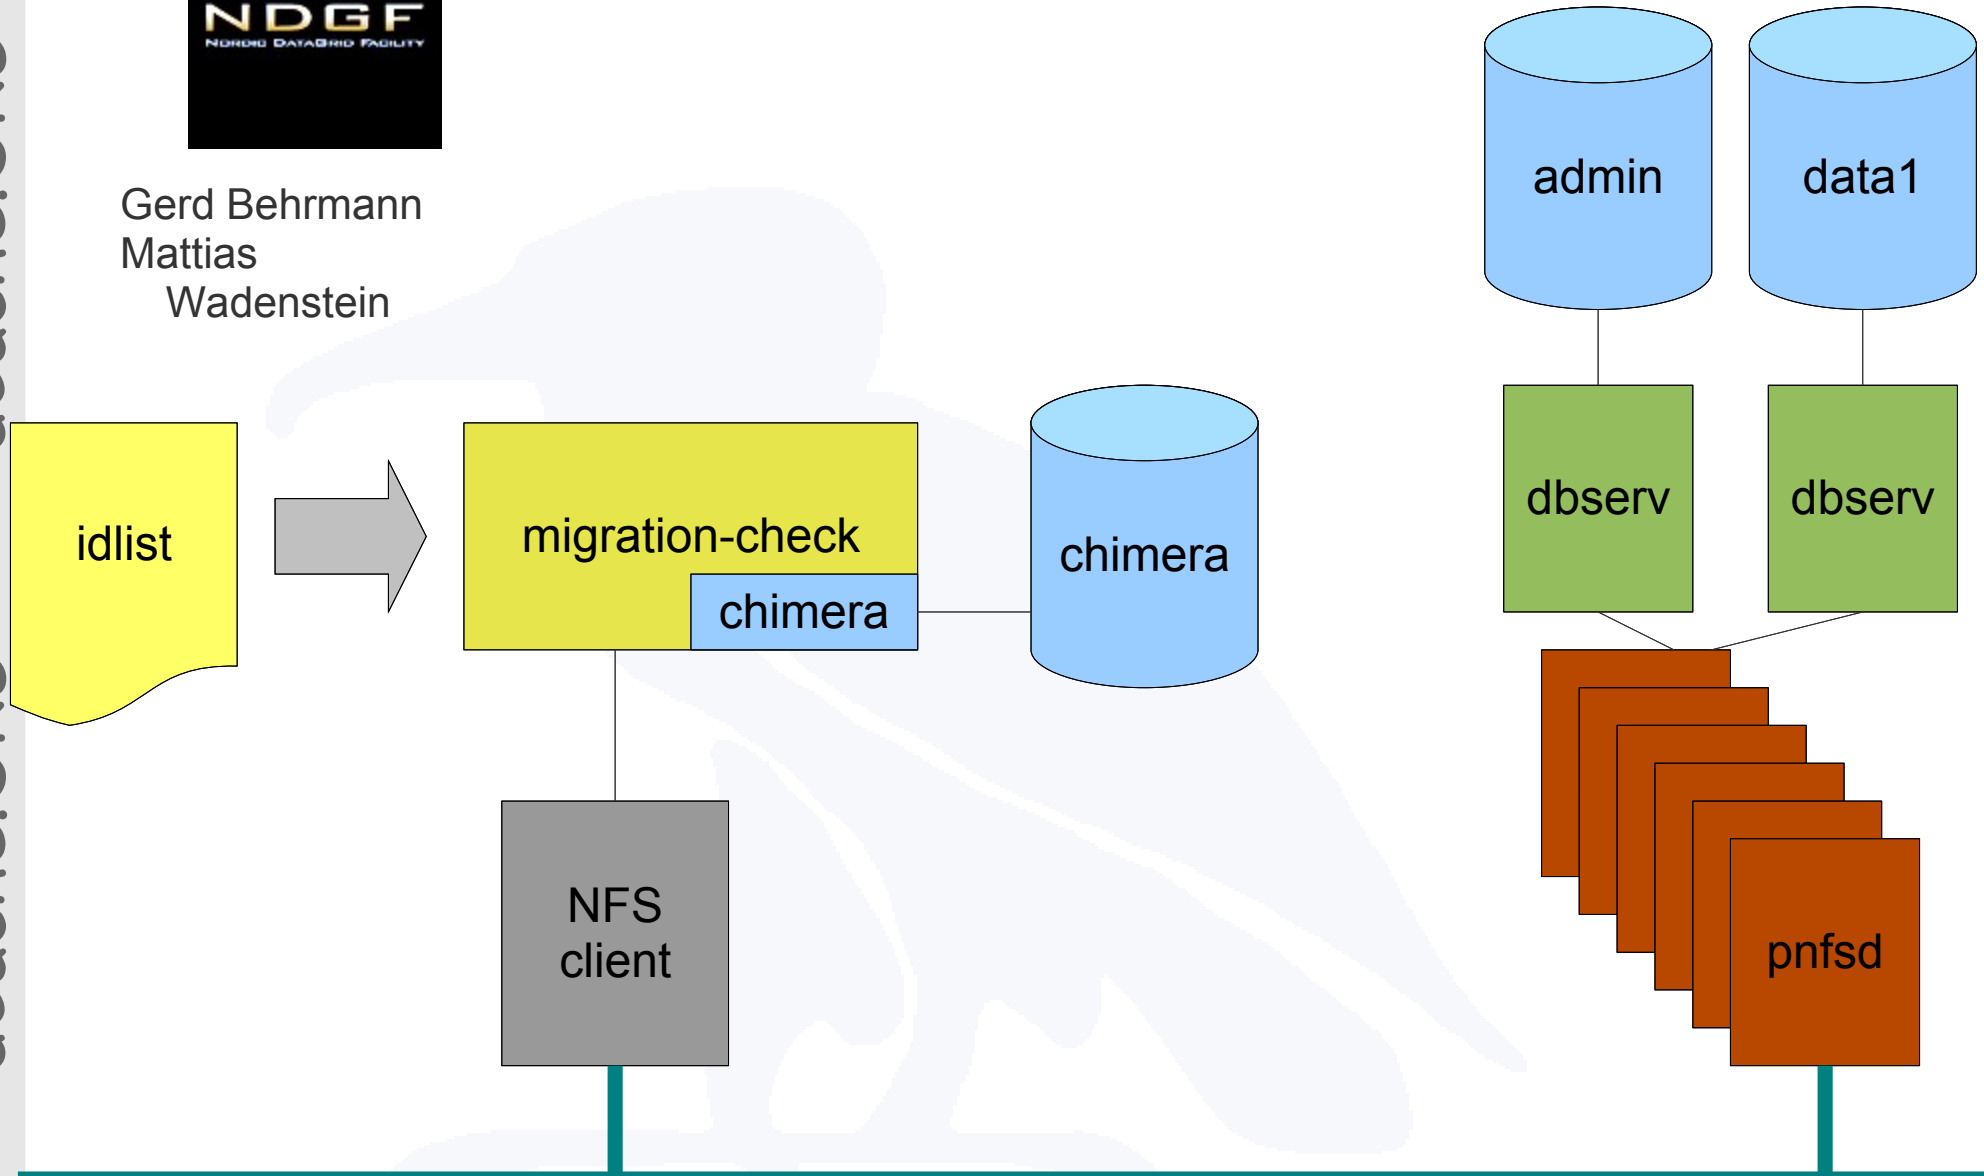 NDGF
NORDIC DATAGRID FACILITY
Gerd Behrmann
Mattias
Wadenstein
admin
data1
dbserv
dbserv
idlist
migration-check
chimera
chimera
NFS
client
pnfsd